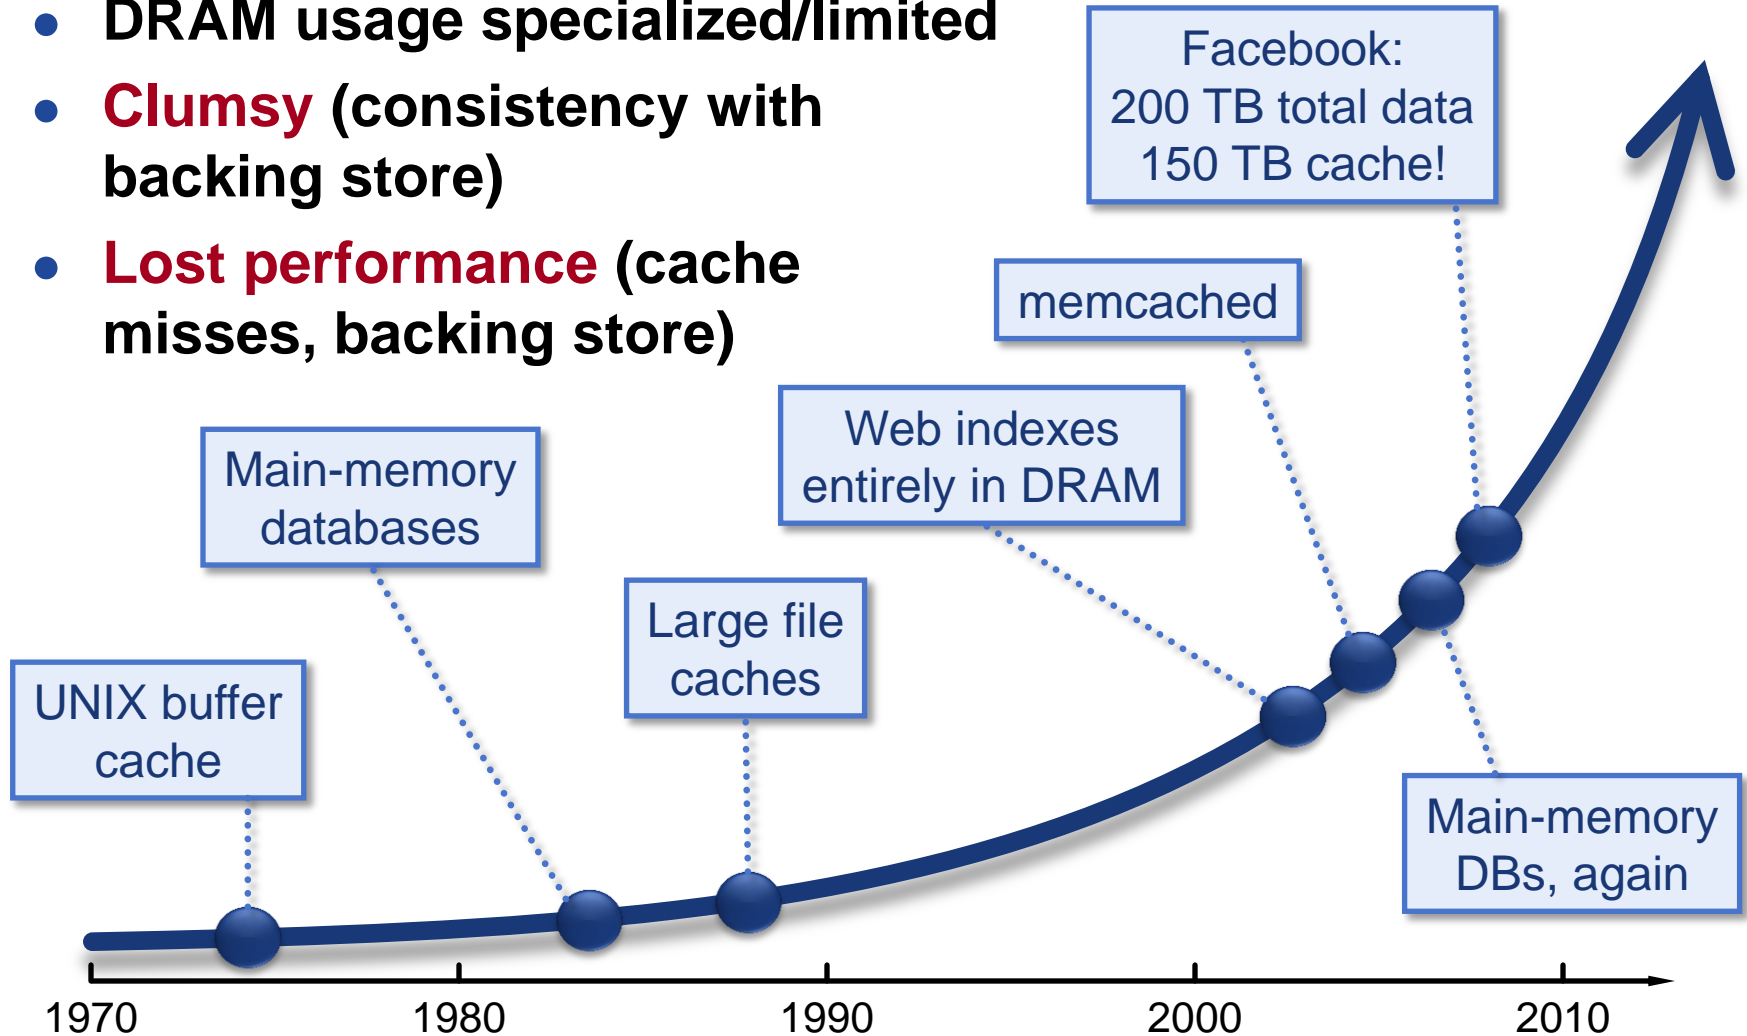 • DRAM usage specialized/limited
• Clumsy (consistency with
backing store)
• Lost performance (cache
misses, backing store)
Facebook:
200 TB total data
150 TB cache!
memcached
Web indexes
entirely in DRAM
Main-memory
databases
Large file
caches
UNIX buffer
cache
Main-memory
DBs, again
1970 1980 1990 2000 2010